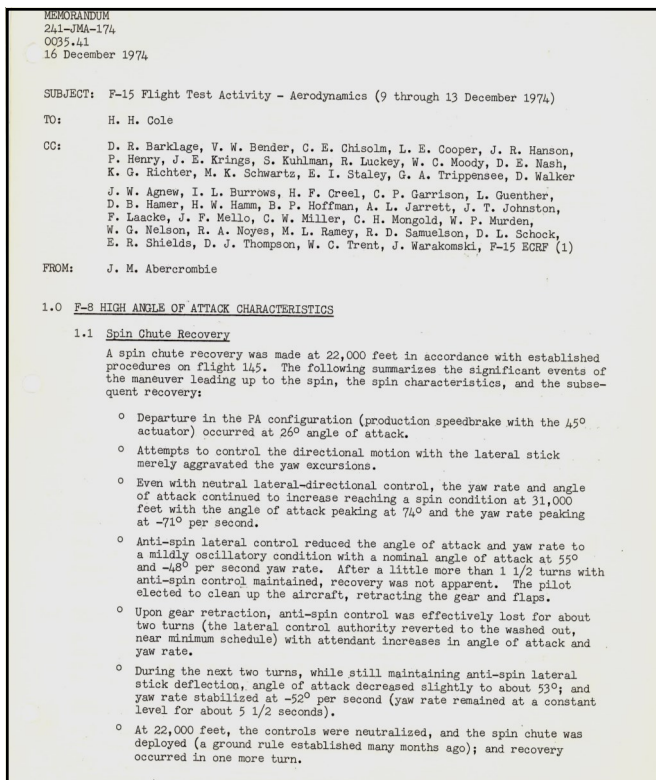 MEMORANDUM
241-JMA-174
0035.41
16 December 1974
SUBJECT: F-15 Flight Test Activity - Aerodynamics (9 through 13 December 1974)
TO: H. H. Cole
CC: D. R. Barklage, V. W. Bender, C. E. Chisolm, L. E. Cooper, J. R. Hanson,
P. Henry, J. E. Krings, S. Kuhlman, R. Luckey, W. C. Moody, D. E. Nash,
K. G. Richter, M. K. Schwartz, E. I. Staley, G. A. Trippensee, D. Walker
J. W. Agnew, I. L. Burrows, H. F. Creel, C. P. Garrison, L. Guenther,
D. B. Hamer, H. W. Hamm, B. P. Hoffman, A. L. Jarrett, J. T. Johnston,
F. Laacke, J. F. Mello, C. W. Miller, C. H. Mongold, W. P. Murden,
W. G. Nelson, R. A. Noyes, M. L. Ramey, R. D. Samuelson, D. L. Schock,
E. R. Shields, D. J. Thompson, W. C. Trent, J. Warakomski, F-15 ECRF (1)
FROM: J. M. Abercrombie
1.0 F-8 HIGH ANGLE OF ATTACK CHARACTERISTICS
1.1 Spin Chute Recovery
A spin chute recovery was made at 22,000 feet in accordance with established
procedures on flight 145. The following summarizes the significant events of
the maneuver leading up to the spin, the spin characteristics, and the subse-
quent recovery:
o Departure in the PA configuration (production speedbrake with the 45o
actuator) occurred at 26o angle of attack.
o Attempts to control the directional motion with the lateral stick
merely aggravated the yaw excursions.
o Even with neutral lateral-directional control, the yaw rate and angle
of attack continued to increase reaching a spin condition at 31,000
feet with the angle of attack peaking at 74o and the yaw rate peaking
at -71o per second.
o Anti-spin lateral control reduced the angle of attack and yaw rate to
a mildly oscillatory condition with a nominal angle of attack at 55o
and -48o per second yaw rate. After a little more than 1 1/2 turns with
anti-spin control maintained, recovery was not apparent. The pilot
elected to clean up the aircraft, retracting the gear and flaps.
o Upon gear retraction, anti-spin control was effectively lost for about
two turns (the lateral control authority reverted to the washed out,
near minimum schedule) with attendant increases in angle of attack and
yaw rate.
o During the next two turns, while still maintaining anti-spin lateral
stick deflection, angle of attack decreased slightly to about 53o; and
yaw rate stabilized at -52o per second (yaw rate remained at a constant
level for about 5 1/2 seconds).
o At 22,000 feet, the controls were neutralized, and the spin chute was
deployed (a ground rule established many months ago); and recovery
occurred in one more turn.